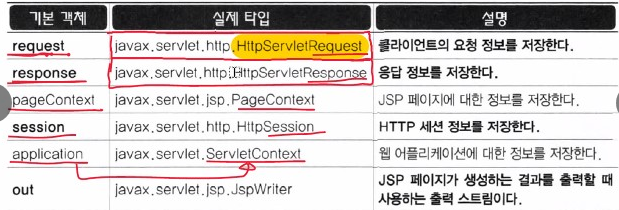 기본 객체 실제 타입 설명
request javax.servlet.http.HttpServletRequest 클라이언트의 요청 정보를 저장한다.
response javax.servlet.http.HttpServletResponse 응답 정보를 저장한다.
pageContext javax.servlet.jsp.PageContext JSP 페이지에 대한 정보를 저장한다.
session javax.servlet.http.HttpSession HTTP 세션 정보를 저장한다.
application javax.servlet.ServletContext 웹 어플리케이션에 대한 정보를 저장한다.
out javax.servlet.jsp.JspWriter JSP 페이지가 생성하는 결과를 출력할 때
사용하는 출력 스트림이다.